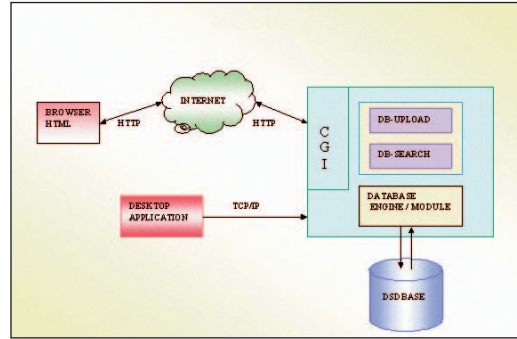 INTERNET
BROWSER
HTML
HTTP
HTTP
C
G
I
DB-UPLOAD
DB-SEARCH
DESKTOP
APPLICATION
TCP/IP
DATABASE
ENGINE / MODULE
DSDBASE